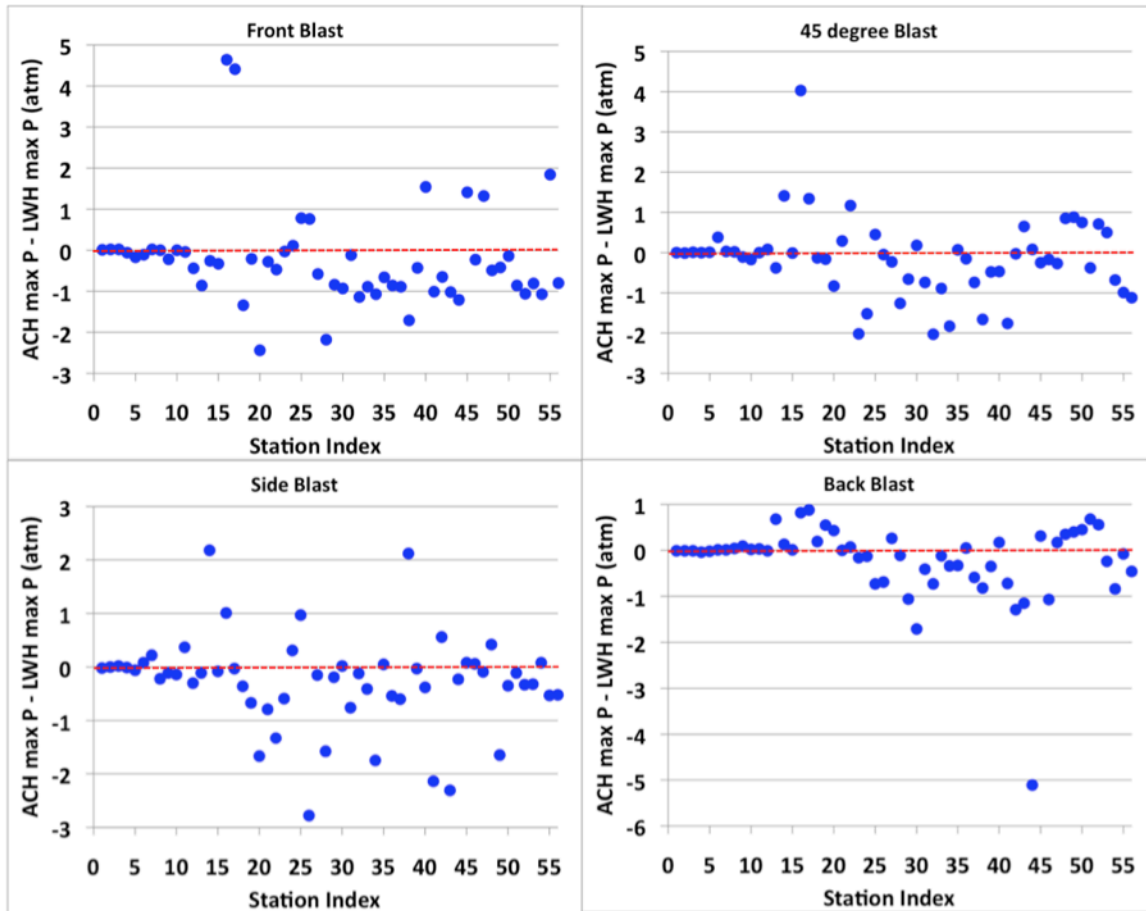 Front Blast
ACH max P - LWH max P (atm)
5
4
3
2
1
0
-1
-2
-3
0 5 10 15 20 25 30 35 40 45 50 55
Station Index
45 degree Blast
ACH max P - LWH max P (atm)
5
4
3
2
1
0
-1
-2
-3
0 5 10 15 20 25 30 35 40 45 50 55
Station Index
Side Blast
ACH max P - LWH max P (atm)
3
2
1
0
-1
-2
-3
0 5 10 15 20 25 30 35 40 45 50 55
Station Index
Back Blast
ACH max P - LWH max P (atm)
1
0
-1
-2
-3
-4
-5
-6
0 5 10 15 20 25 30 35 40 45 50 55
Station Index